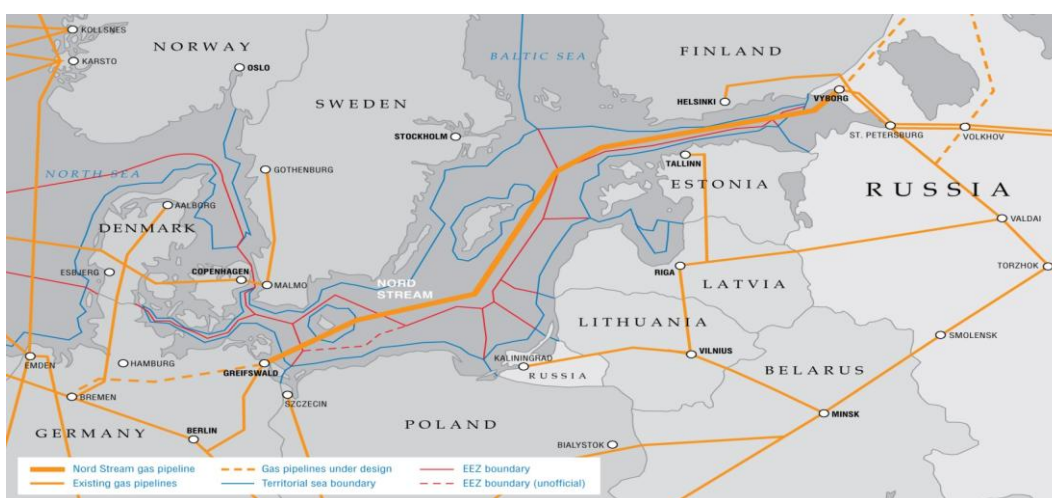 KOLLSNES
KARSTO
NORWAY
OSLO
BALTIC SEA
FINLAND
HELSINKI
VYBORG
SWEDEN
STOCKHOLM
ST. PETERSBURG
VOLKHOV
NORTH SEA
GOTHENBURG
TALLINN
ESTONIA
RUSSIA
AALBORG
DENMARK
VALDAI
ESBJERG
COPENHAGEN
MALMO
NORD
STREAM
RIGA
LATVIA
TORZHOK
LITHUANIA
SMOLENSK
EMDEN
HAMBURG
GREIFSWALD
KALININGRAD
RUSSIA
VILNIUS
BELARUS
BREMEN
SZCZECIN
MINSK
GERMANY
BERLIN
POLAND
BIALYSTOK
Nord Stream gas pipeline
Existing gas pipelines
Gas pipelines under design
Territorial sea boundary
EEZ boundary
EEZ boundary (unofficial)